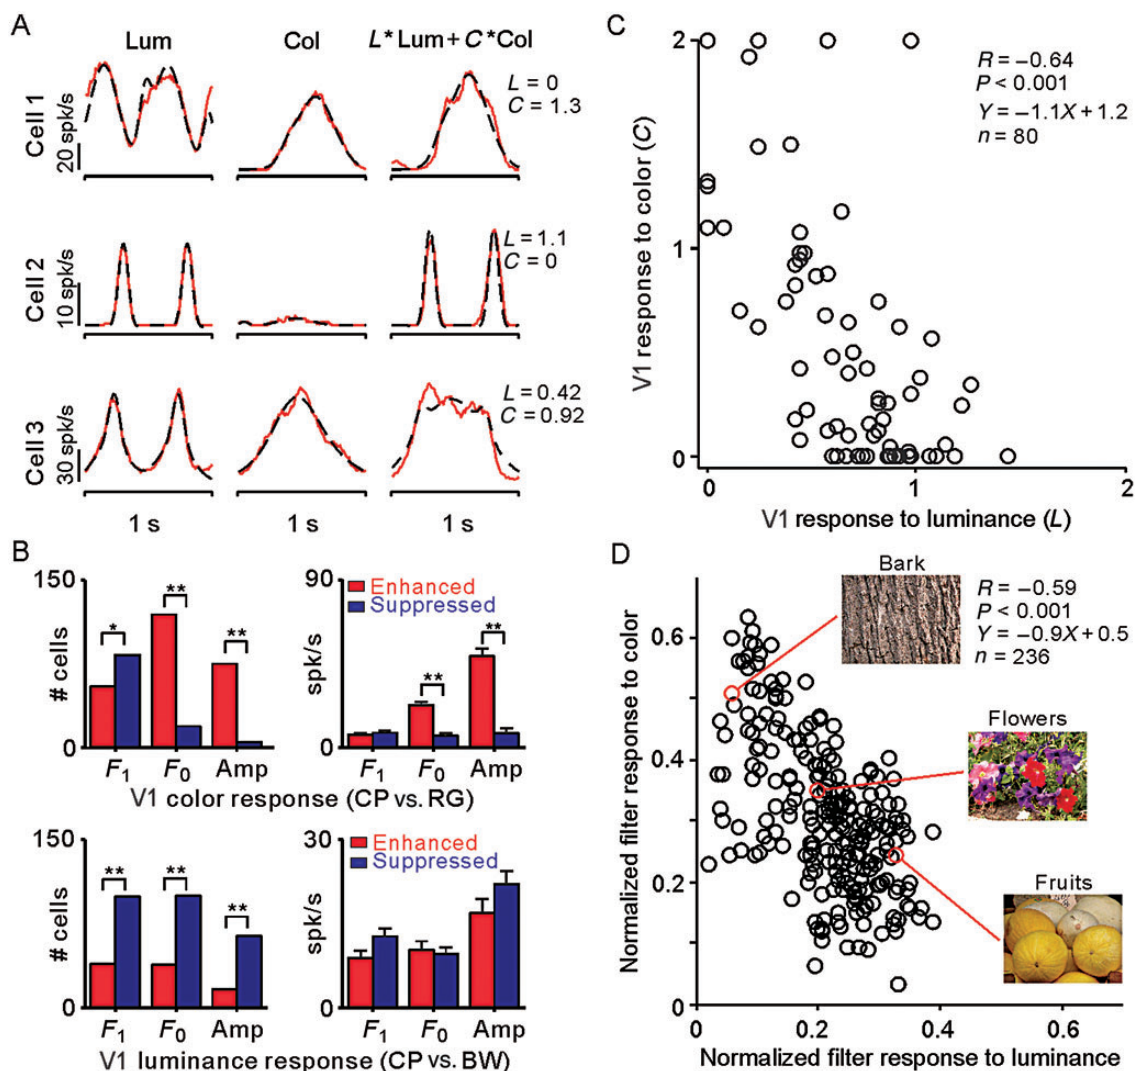 A
Lum
Col
L*Lum + C*Col
Cell 1
20 spk/s
L = 0
C = 1.3
Cell 2
10 spk/s
L = 1.1
C = 0
Cell 3
30 spk/s
L = 0.42
C = 0.92
1 s
1 s
1 s
B
150
# cells
0
*
**
**
F1
F0
Amp
90
spk/s
0
Enhanced
Suppressed
**
**
F1
F0
Amp
V1 color response (CP vs. RG)
150
# cells
0
**
**
**
F1
F0
Amp
30
spk/s
0
Enhanced
Suppressed
F1
F0
Amp
V1 luminance response (CP vs. BW)
C
2
1
0
V1 response to color (C)
R = −0.64
P < 0.001
Y = −1.1X + 1.2
n = 80
0
1
2
V1 response to luminance (L)
D
Bark
R = −0.59
P < 0.001
Y = −0.9X + 0.5
n = 236
Flowers
Fruits
0.6
0.4
0.2
0
Normalized filter response to color
0
0.2
0.4
0.6
Normalized filter response to luminance